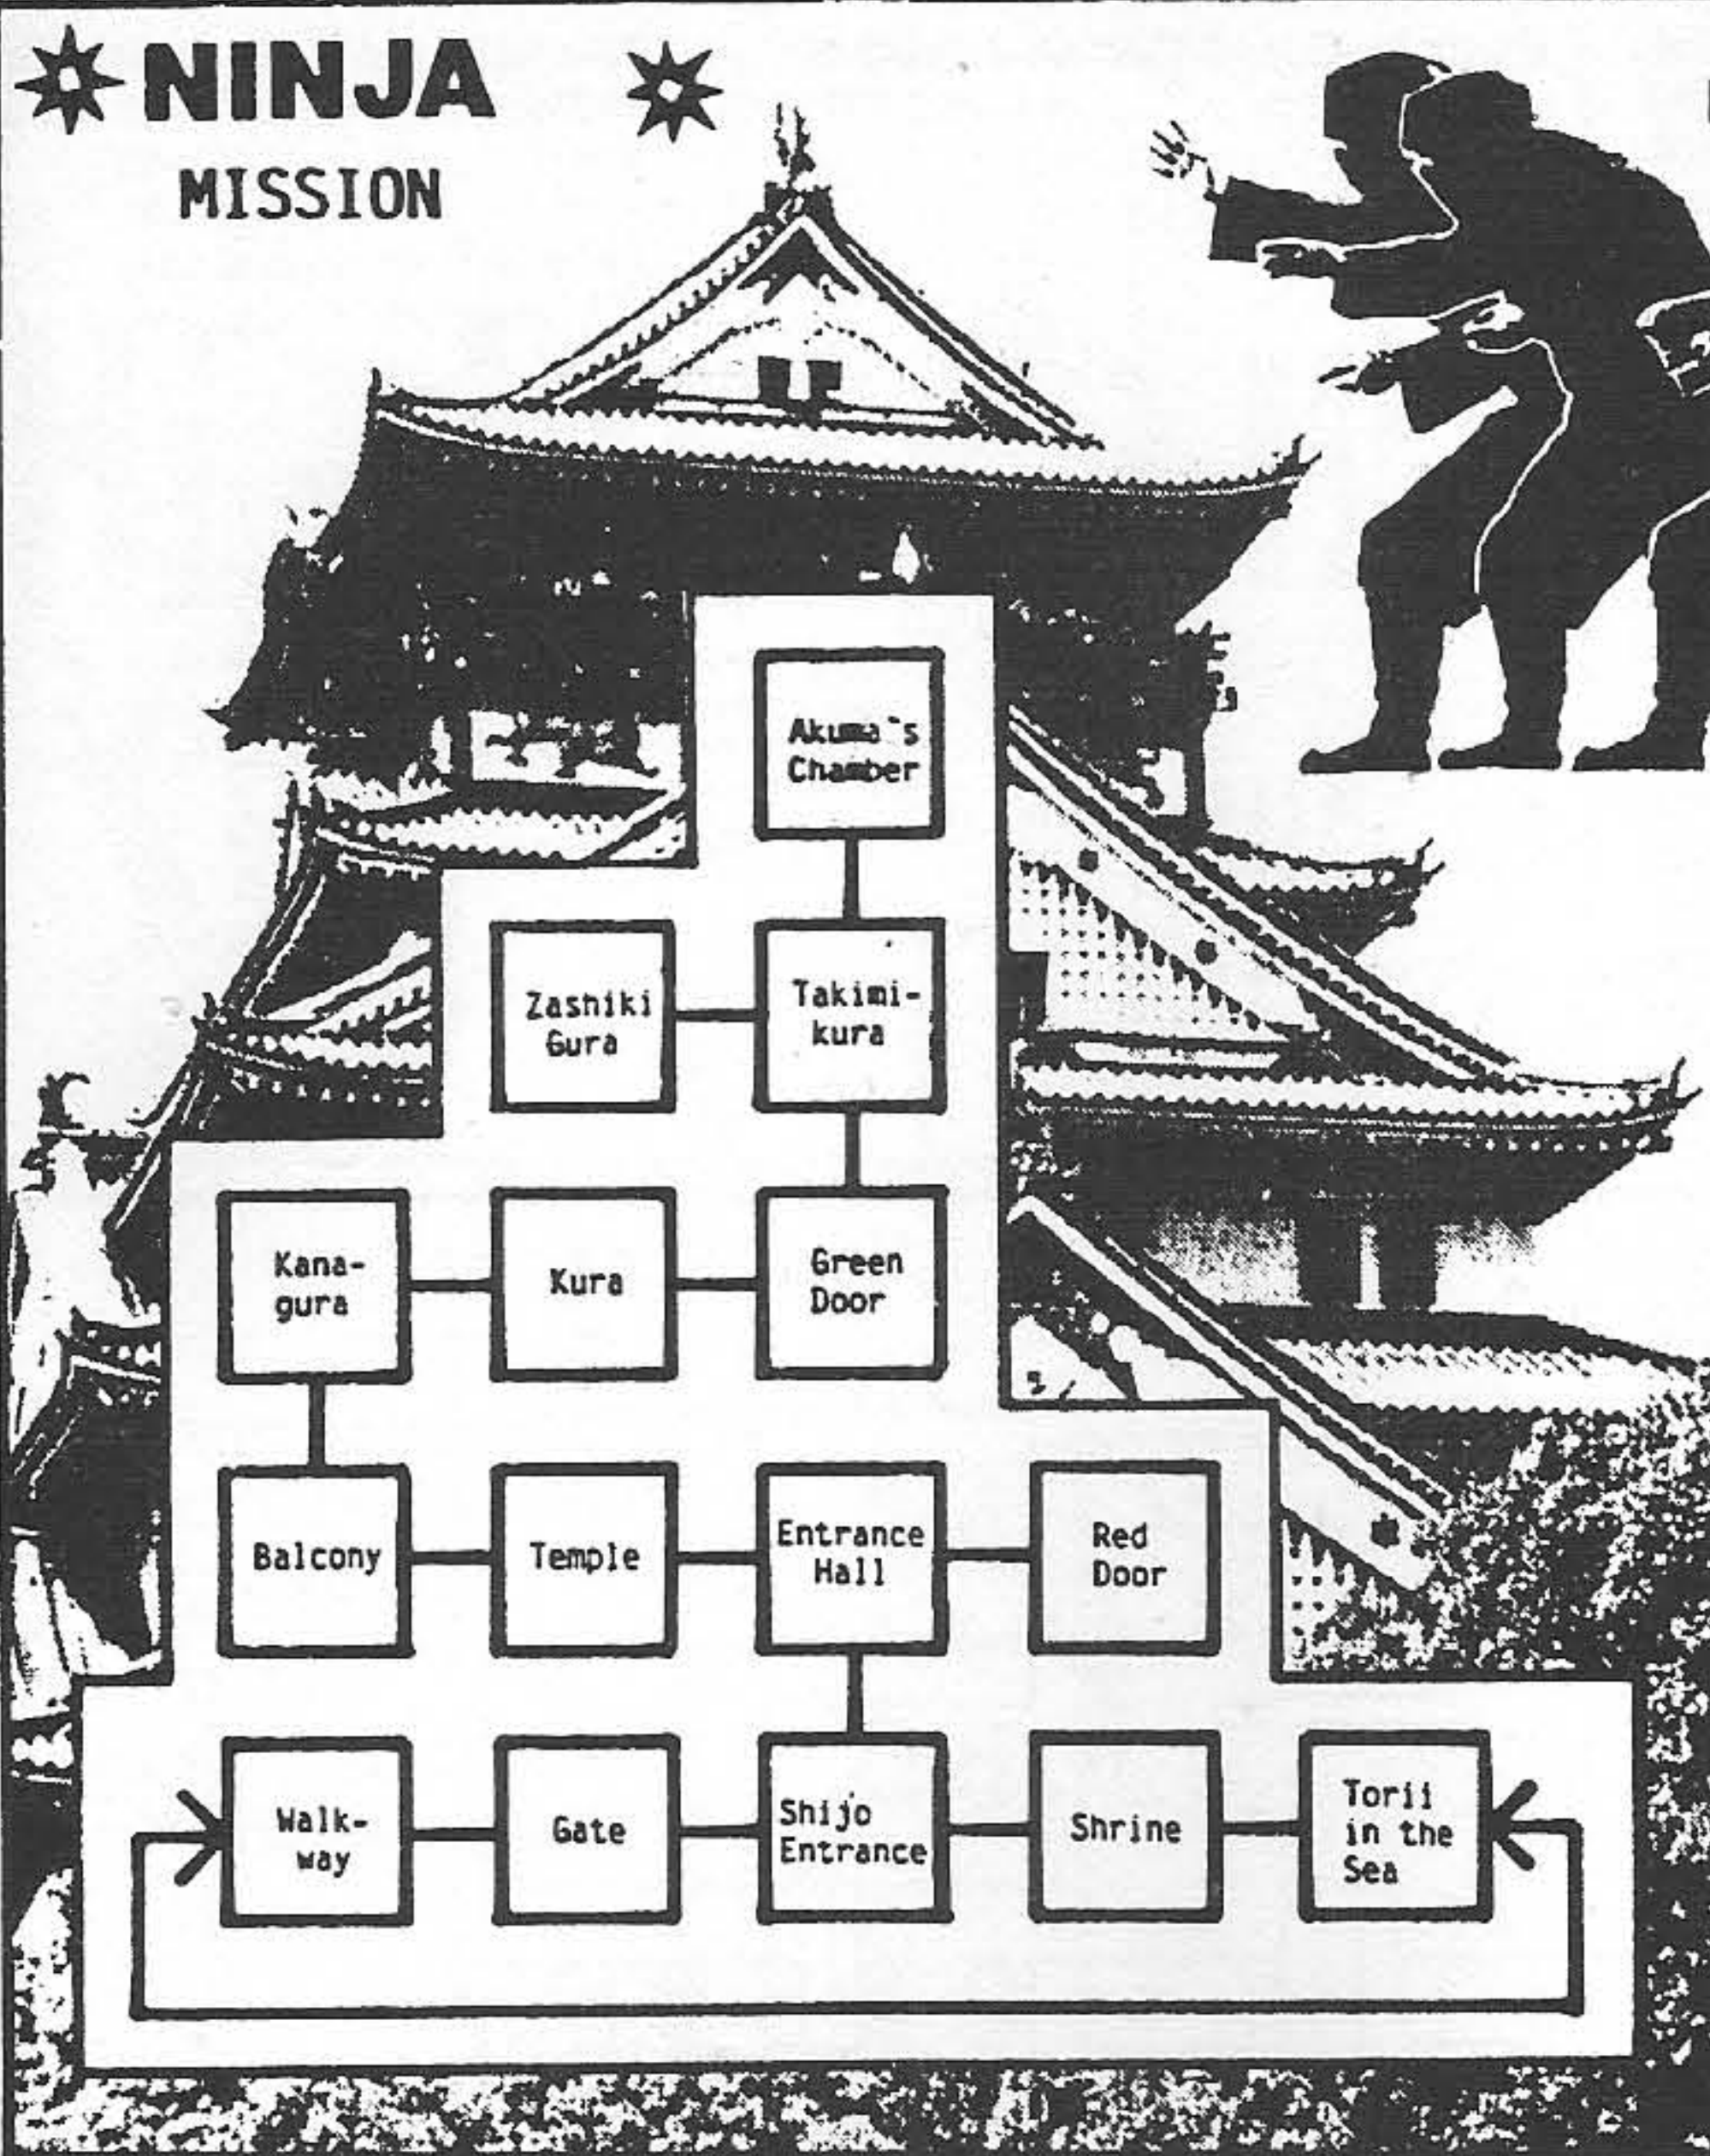 NINJA
MISSION
Akuma's
Chamber
Zashiki
Gura
Takimi-
kura
Kana-
gura
Kura
Green
Door
Balcony
Temple
Entrance
Hall
Red
Door
Walk-
way
Gate
Shijo
Entrance
Shrine
Torii
in the
Sea